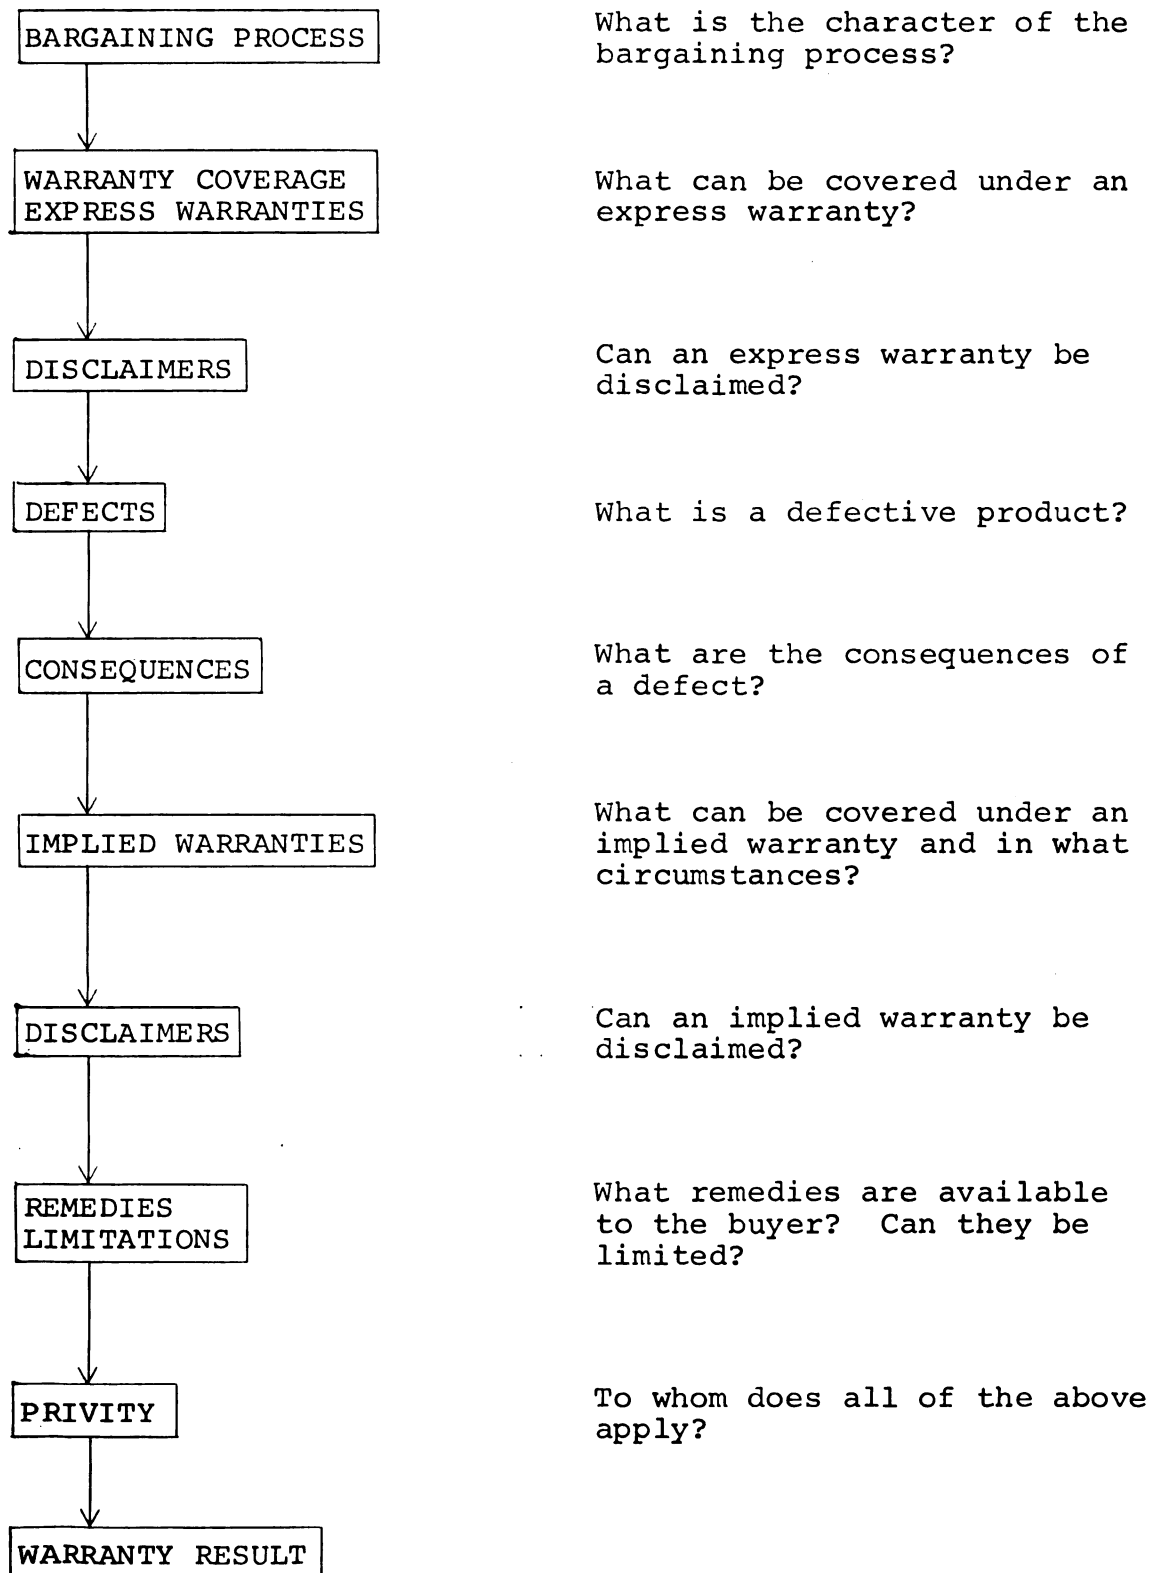 BARGAINING PROCESS
What is the character of the
bargaining process?
WARRANTY COVERAGE
EXPRESS WARRANTIES
What can be covered under an
express warranty?
DISCLAIMERS
Can an express warranty be
disclaimed?
DEFECTS
What is a defective product?
CONSEQUENCES
What are the consequences of
a defect?
IMPLIED WARRANTIES
What can be covered under an
implied warranty and in what
circumstances?
DISCLAIMERS
Can an implied warranty be
disclaimed?
REMEDIES
LIMITATIONS
What remedies are available
to the buyer? Can they be
limited?
PRIVITY
To whom does all of the above
apply?
WARRANTY RESULT